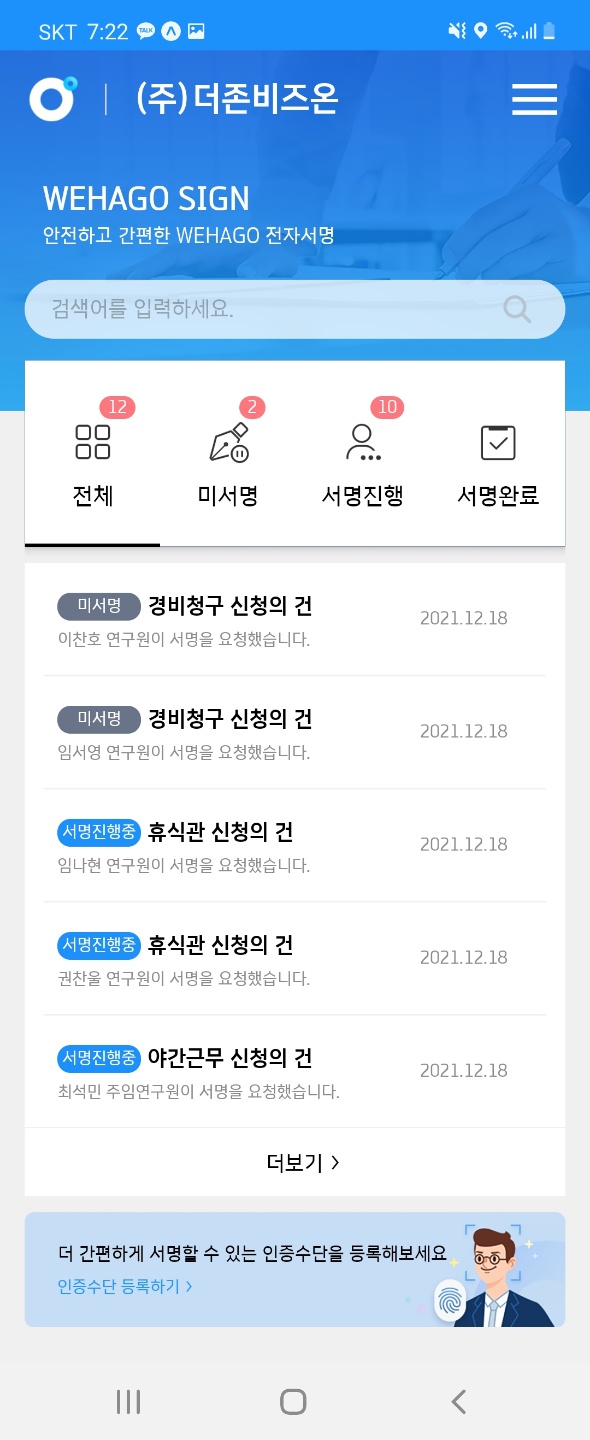 SKT 7:22 TALK
(주)더존비즈온
WEHAGO SIGN
안전하고 간편한 WEHAGO 전자서명
검색어를 입력하세요.
12 2 10
전체 미서명 서명진행 서명완료
미서명 경비청구 신청의 건
2021.12.18
이찬호 연구원이 서명을 요청했습니다.
미서명 경비청구 신청의 건
2021.12.18
임서영 연구원이 서명을 요청했습니다.
서명진행중 휴식관 신청의 건
2021.12.18
임나현 연구원이 서명을 요청했습니다.
서명진행중 휴식관 신청의 건
2021.12.18
권찬울 연구원이 서명을 요청했습니다.
서명진행중 야간근무 신청의 건
2021.12.18
최석민 주임연구원이 서명을 요청했습니다.
더보기 >
더 간편하게 서명할 수 있는 인증수단을 등록해보세요
인증수단 등록하기 >